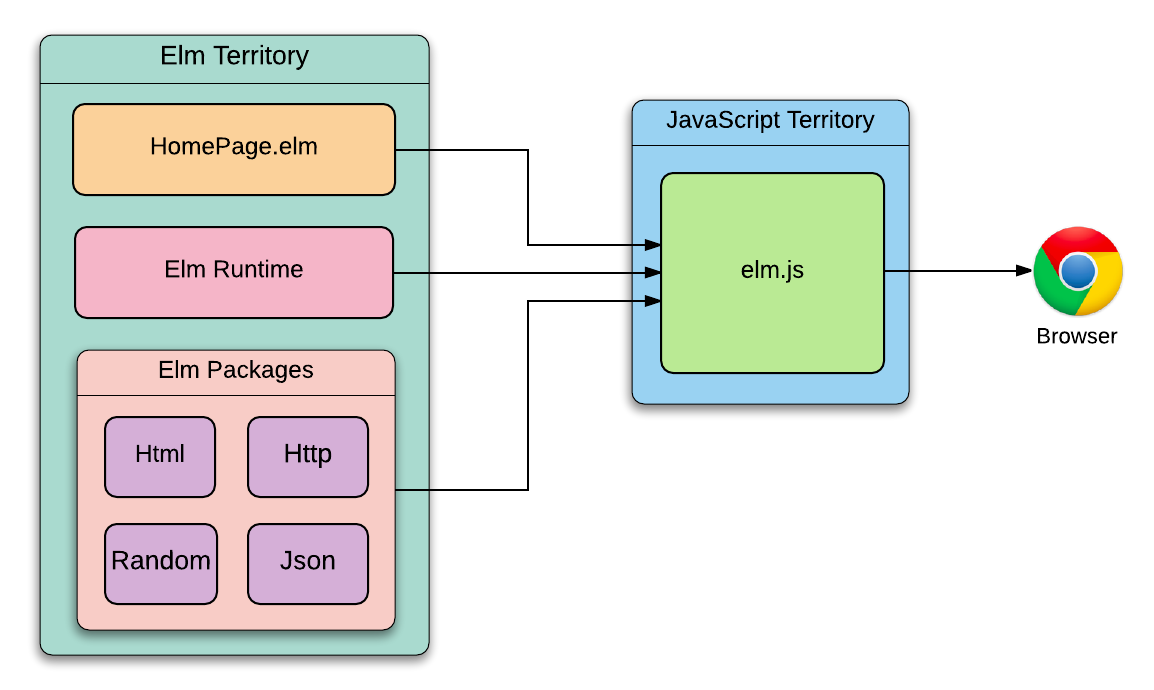 Elm Territory
HomePage.elm
Elm Runtime
Elm Packages
Html
Http
Random
Json
JavaScript Territory
elm.js
Browser